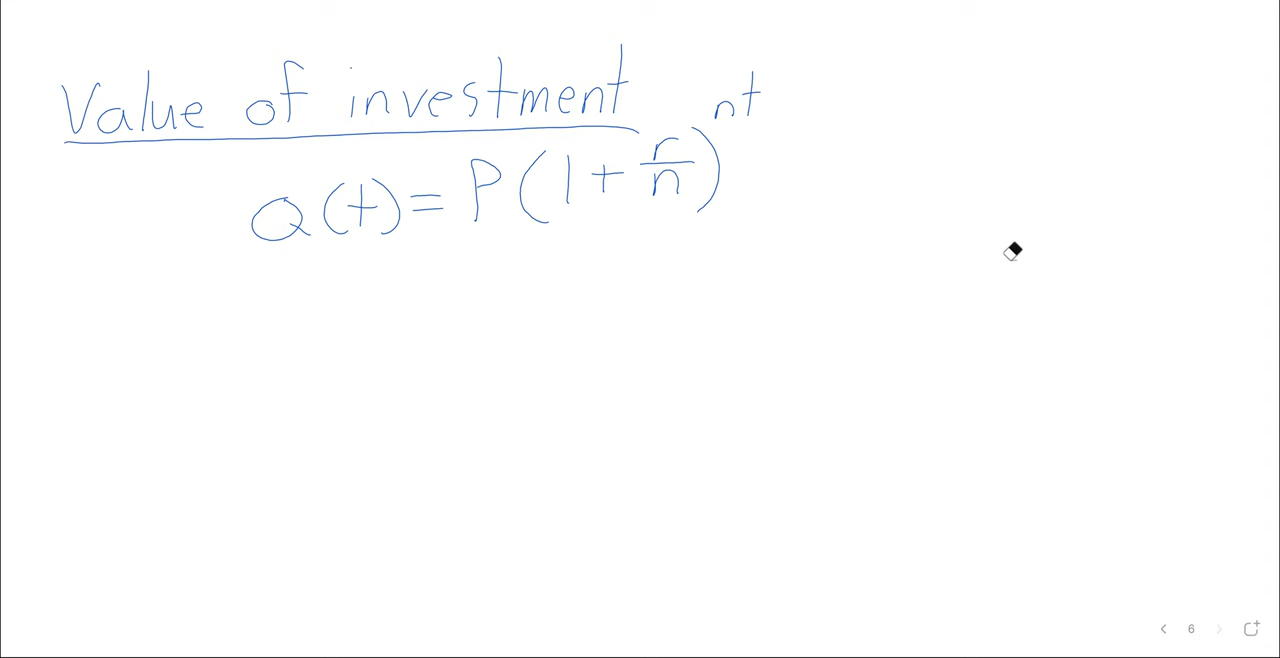 Value of investment
Q(t) = P(1 + r/n)^nt
6